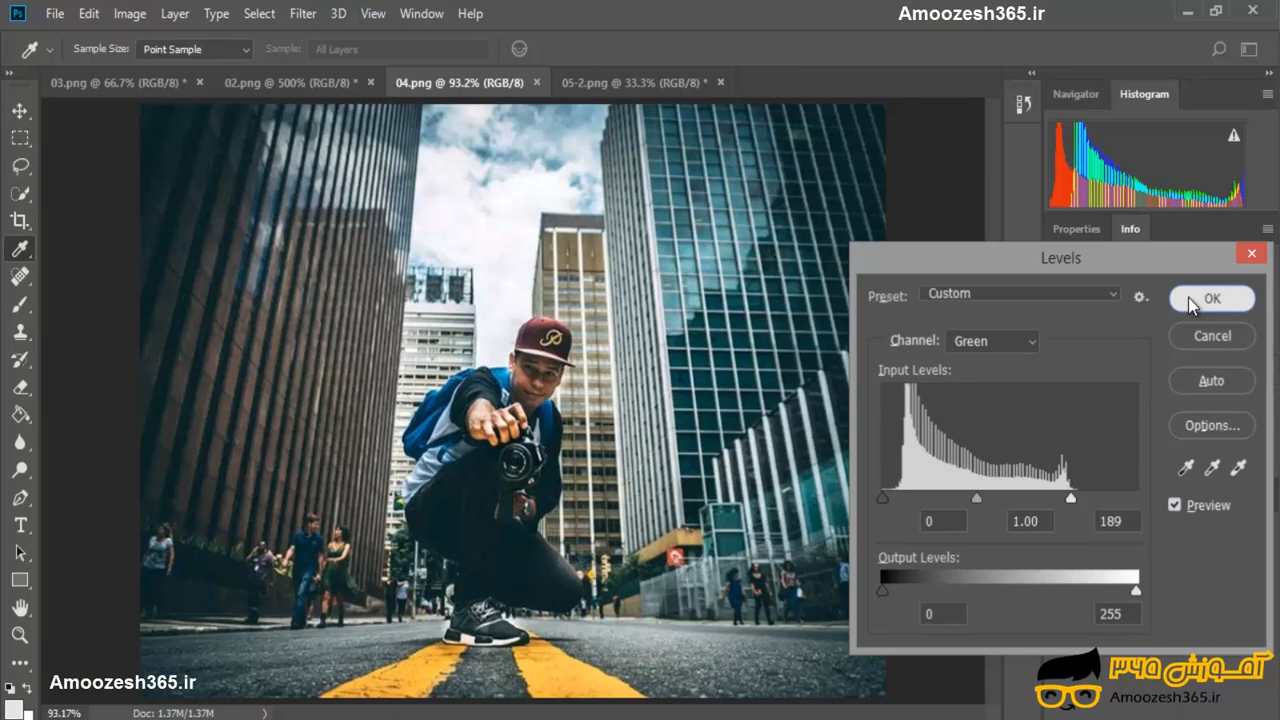 Ps File Edit Image Layer Type Select Filter 3D View Window Help
Amoozesh365.ir
Sample Size: Point Sample Sample: All Layers
03.png @ 66.7% (RGB/8) * 02.png @ 500% (RGB/8) * 04.png @ 93.2% (RGB/8) 05-2.png @ 33.3% (RGB/8) *
Navigator Histogram
Properties Info
Levels
Preset: Custom
OK
Channel: Green
Cancel
Input Levels:
Auto
Options...
0 1.00 189
Preview
Output Levels:
0 255
Amoozesh365.ir
آموزش ۳۶۵
Amoozesh365.ir
93.17% Doc: 1.37M/1.37M